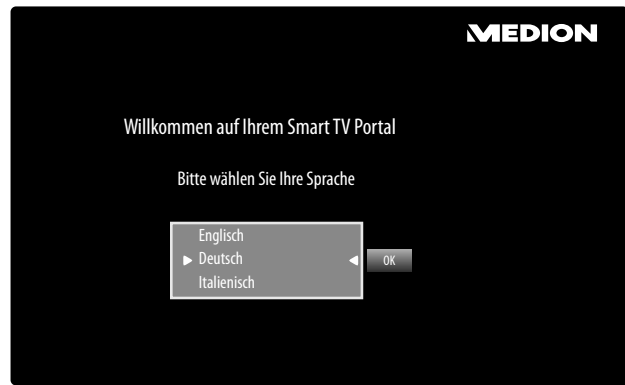 MEDION
Willkommen auf Ihrem Smart TV Portal
Bitte wählen Sie Ihre Sprache
Englisch
Deutsch
OK
Italienisch